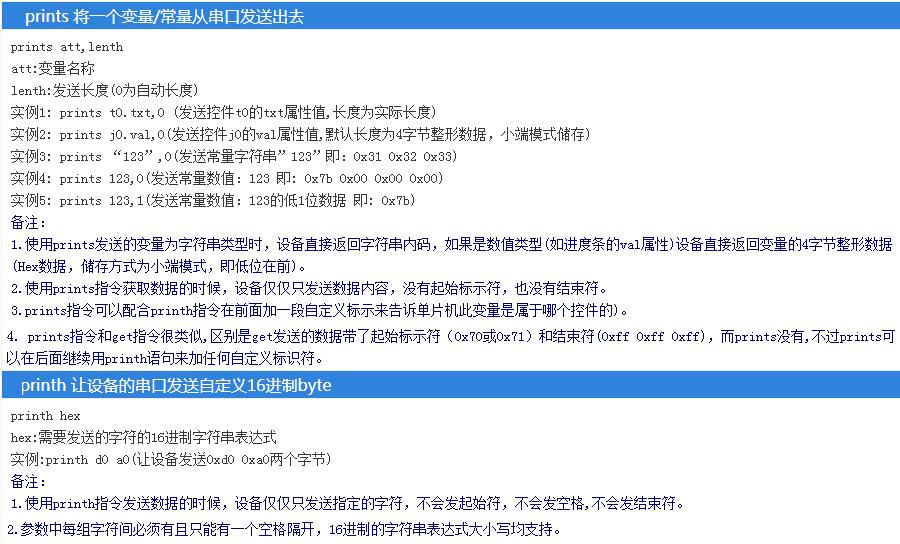 prints 将一个变量/常量从串口发送出去
prints att,lenth
att:变量名称
lenth:发送长度(0为自动长度)
实例1: prints t0.txt,0 (发送控件t0的txt属性值,长度为实际长度)
实例2: prints j0.val,0(发送控件j0的val属性值,默认长度为4字节整形数据，小端模式储存)
实例3: prints “123”,0(发送常量字符串”123”即：0x31 0x32 0x33)
实例4: prints 123,0(发送常量数值：123 即: 0x7b 0x00 0x00 0x00)
实例5: prints 123,1(发送常量数值：123的低1位数据 即: 0x7b)
备注：
1.使用prints发送的变量为字符串类型时，设备直接返回字符串内码，如果是数值类型(如进度条的val属性)设备直接返回变量的4字节整形数据
(Hex数据，储存方式为小端模式，即低位在前)。
2.使用prints指令获取数据的时候，设备仅仅只发送数据内容，没有起始标示符，也没有结束符。
3.prints指令可以配合printh指令在前面加一段自定义标示来告诉单片机此变量是属于哪个控件的)。
4. prints指令和get指令很类似,区别是get发送的数据带了起始标示符（0x70或0x71）和结束符(0xff 0xff 0xff)，而prints没有,不过prints可
以在后面继续用printh语句来加任何自定义标识符。
printh 让设备的串口发送自定义16进制byte
printh hex
hex:需要发送的字符的16进制字符串表达式
实例:printh d0 a0(让设备发送0xd0 0xa0两个字节)
备注：
1.使用printh指令发送数据的时候，设备仅仅只发送指定的字符，不会发起始符，不会发空格,不会发结束符。
2.参数中每组字符间必须有且只能有一个空格隔开，16进制的字符串表达式大小写均支持。